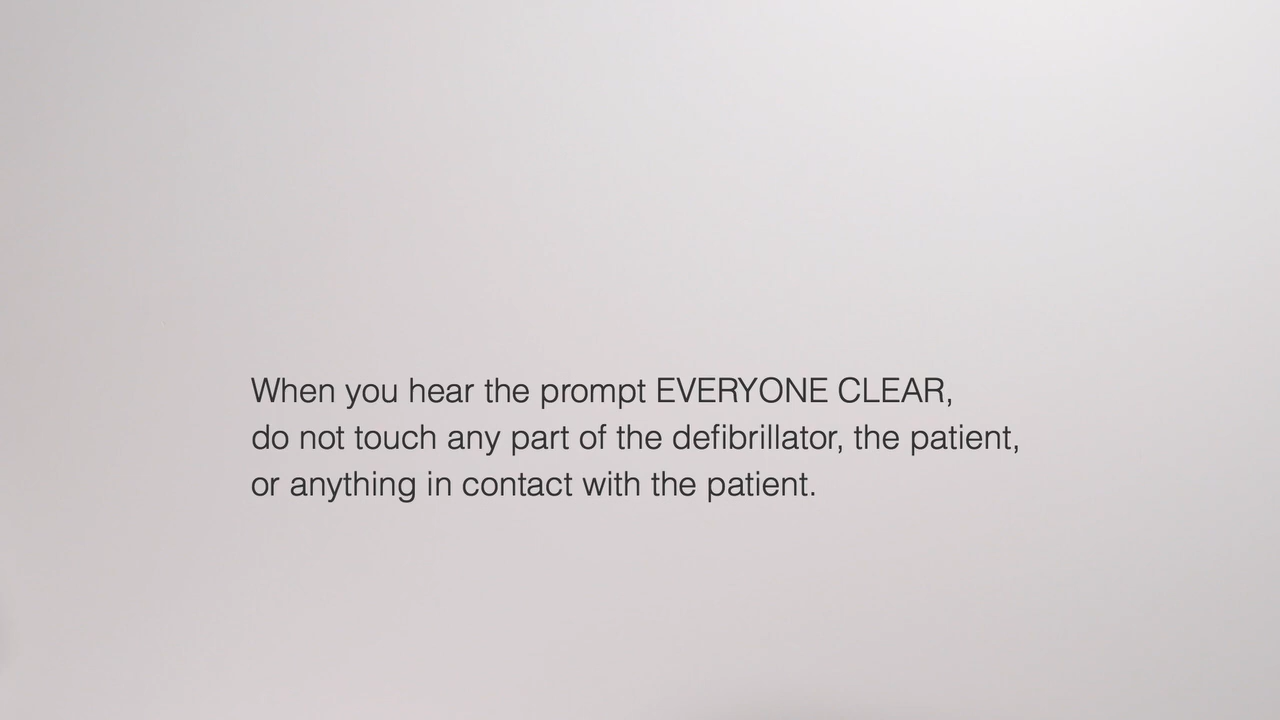 When you hear the prompt EVERYONE CLEAR,
do not touch any part of the defibrillator, the patient,
or anything in contact with the patient.